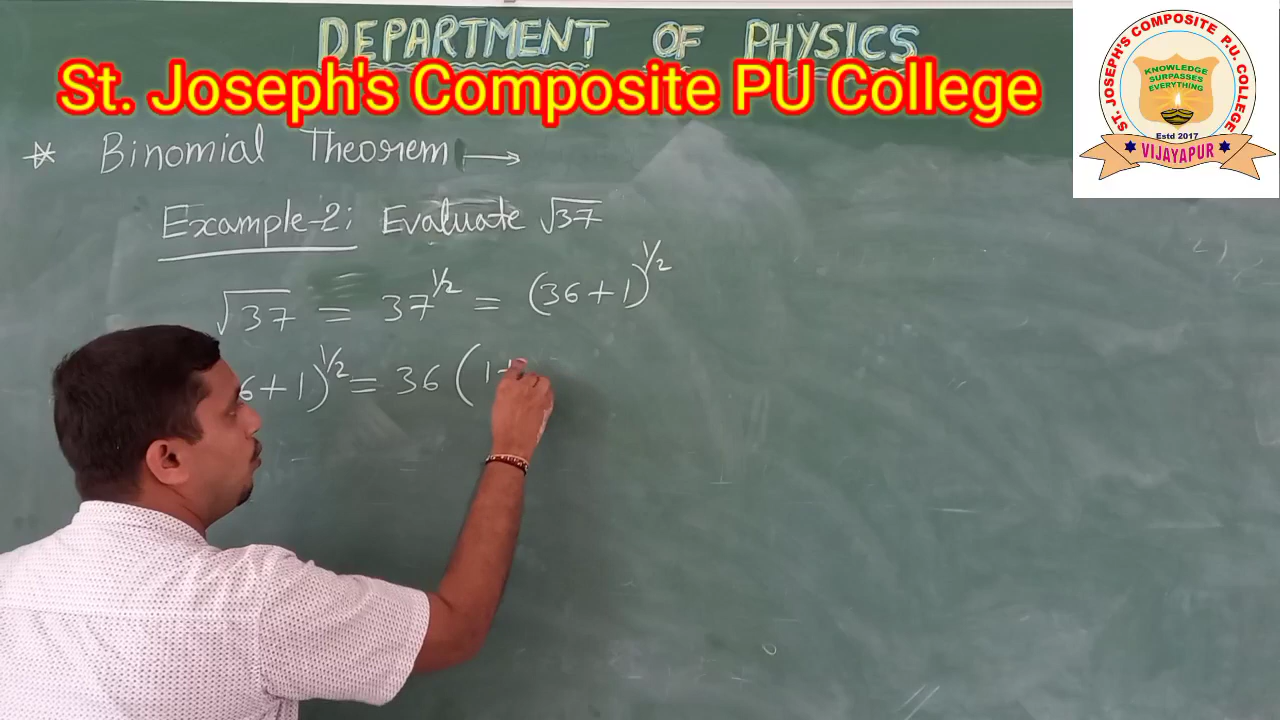 DEPARTMENT OF PHYSICS
St. Joseph's Composite PU College
ST. JOSEPH'S COMPOSITE P.U. COLLEGE
KNOWLEDGE
SURPASSES
EVERYTHING
Estd 2017
VIJAYAPUR
Binomial Theorem →
Example-2: Evaluate √37
√37 = 37^1/2 = (36+1)^1/2
6+1)^1/2 = 36 (1+